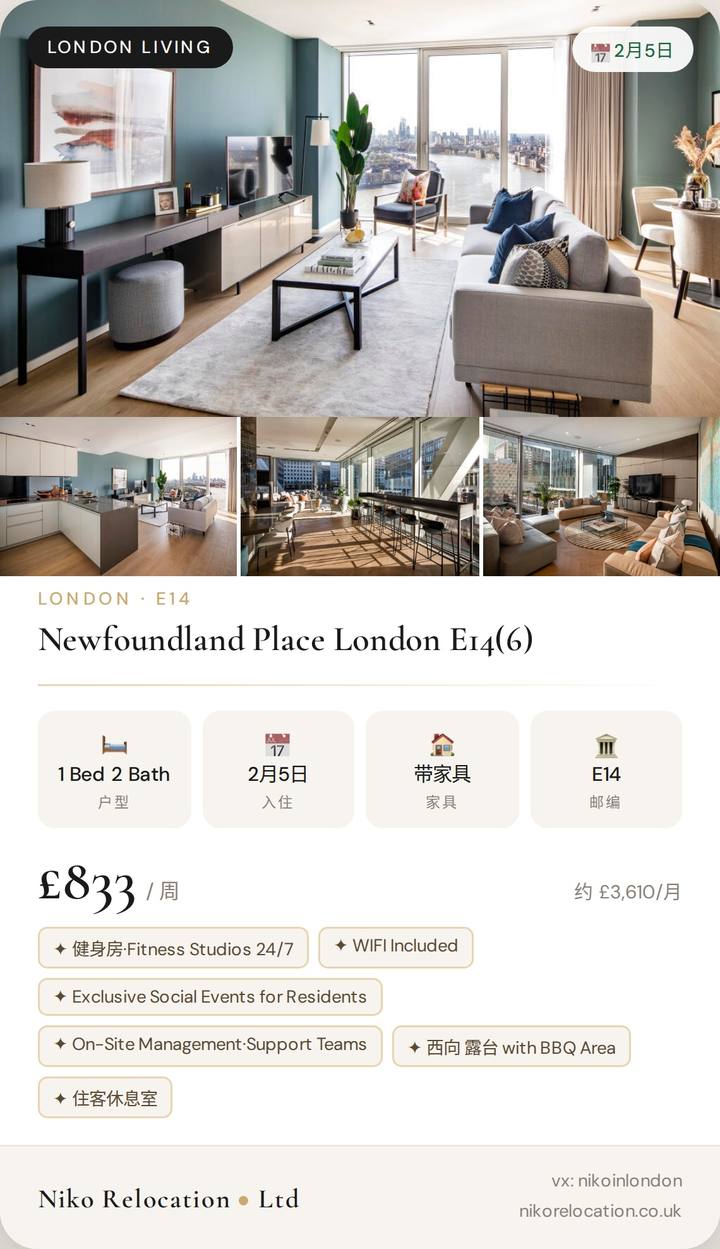 LONDON LIVING
📅 2月5日
LONDON · E14
Newfoundland Place London E14(6)
🛏️ 📅 🏠 🏛️
1 Bed 2 Bath 2月5日 带家具 E14
户型 入住 家具 邮编
£833 / 周 约 £3,610/月
✦ 健身房·Fitness Studios 24/7 ✦ WIFI Included
✦ Exclusive Social Events for Residents
✦ On-Site Management·Support Teams ✦ 西向 露台 with BBQ Area
✦ 住客休息室
Niko Relocation • Ltd
vx: nikoinlondon
nikorelocation.co.uk